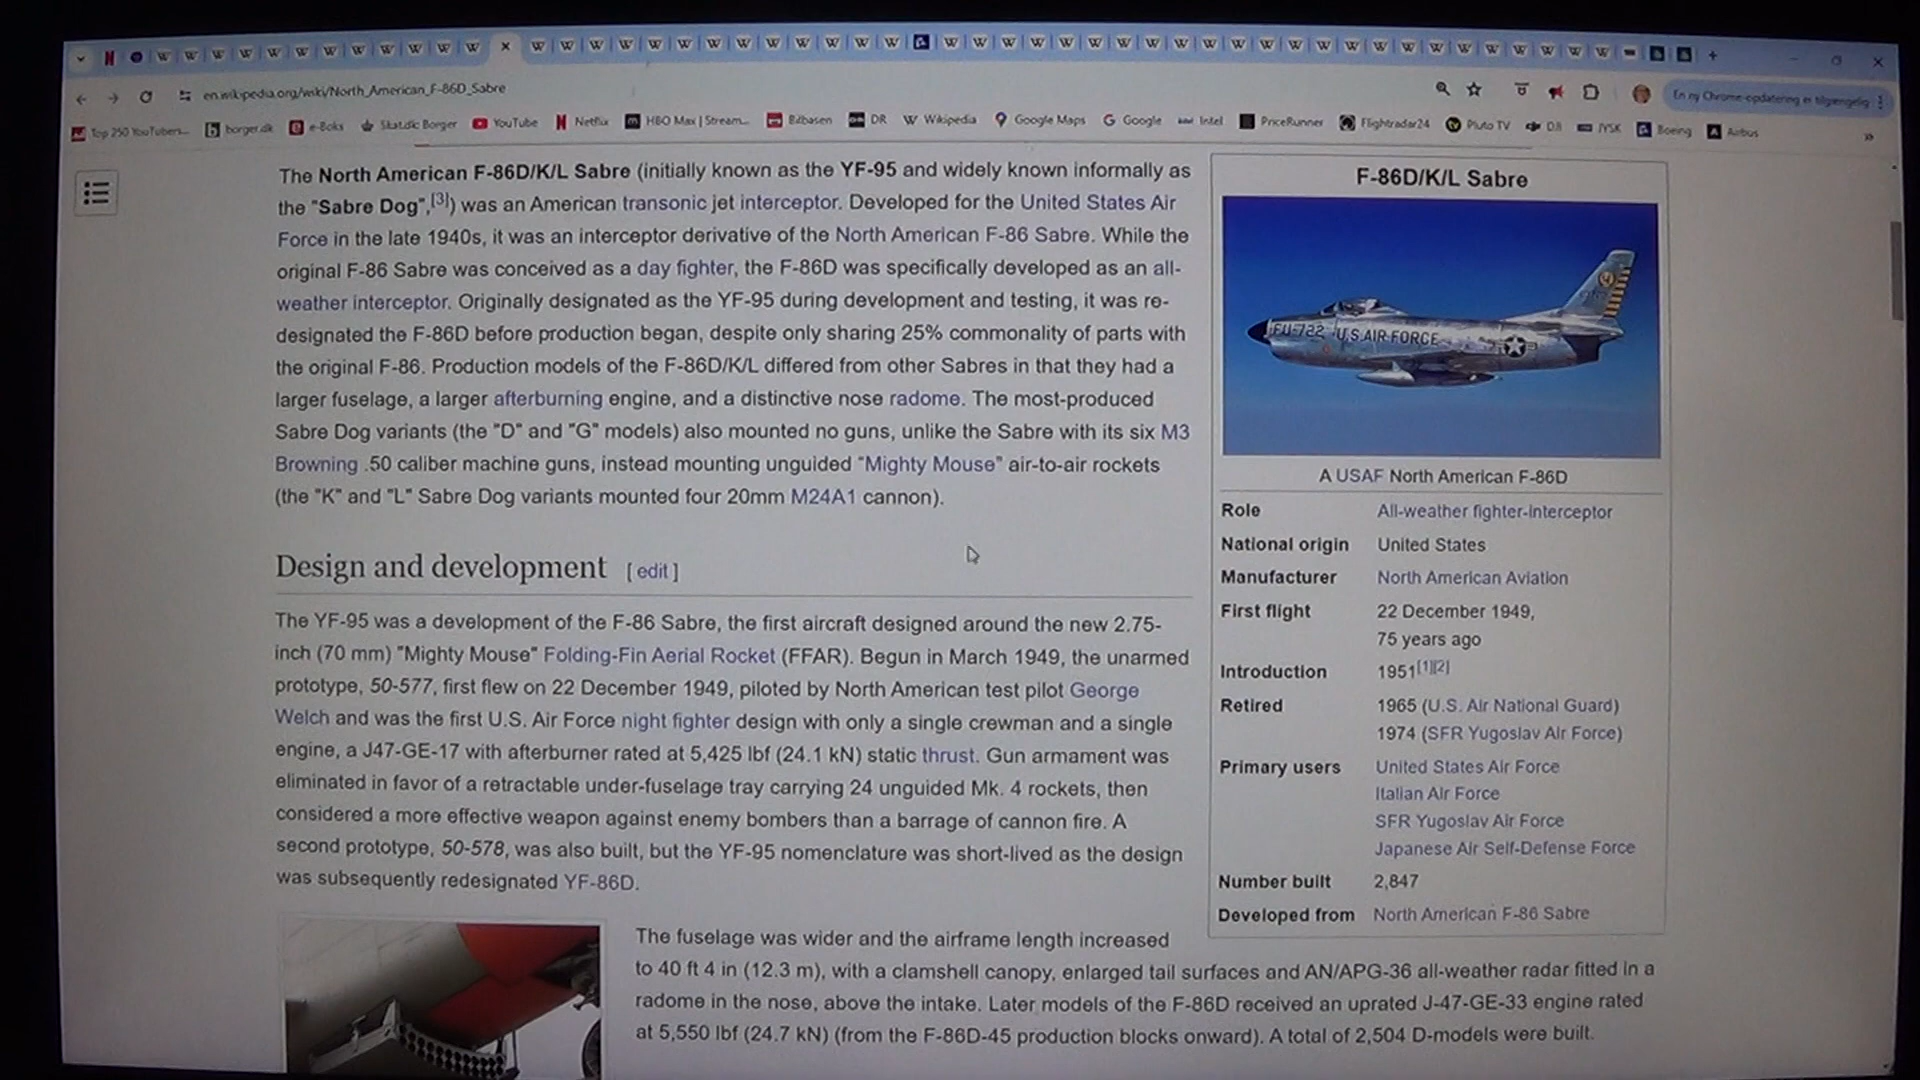 en.wikipedia.org/wiki/North_American_F-86D_Sabre
En ny Chrome-opdatering er tilgængelig
Top 250 YouTubers...
borger.dk
e-Boks
Skat.dk: Borger
YouTube
Netflix
HBO Max | Stream...
Bilbasen
DR
Wikipedia
Google Maps
Google
Intel
PriceRunner
Flightradar24
Pluto TV
DJI
JYSK
Boeing
Airbus
The North American F-86D/K/L Sabre (initially known as the YF-95 and widely known informally as
the "Sabre Dog",[3]) was an American transonic jet interceptor. Developed for the United States Air
Force in the late 1940s, it was an interceptor derivative of the North American F-86 Sabre. While the
original F-86 Sabre was conceived as a day fighter, the F-86D was specifically developed as an all-
weather interceptor. Originally designated as the YF-95 during development and testing, it was re-
designated the F-86D before production began, despite only sharing 25% commonality of parts with
the original F-86. Production models of the F-86D/K/L differed from other Sabres in that they had a
larger fuselage, a larger afterburning engine, and a distinctive nose radome. The most-produced
Sabre Dog variants (the "D" and "G" models) also mounted no guns, unlike the Sabre with its six M3
Browning .50 caliber machine guns, instead mounting unguided "Mighty Mouse" air-to-air rockets
(the "K" and "L" Sabre Dog variants mounted four 20mm M24A1 cannon).
Design and development [ edit ]
The YF-95 was a development of the F-86 Sabre, the first aircraft designed around the new 2.75-
inch (70 mm) "Mighty Mouse" Folding-Fin Aerial Rocket (FFAR). Begun in March 1949, the unarmed
prototype, 50-577, first flew on 22 December 1949, piloted by North American test pilot George
Welch and was the first U.S. Air Force night fighter design with only a single crewman and a single
engine, a J47-GE-17 with afterburner rated at 5,425 lbf (24.1 kN) static thrust. Gun armament was
eliminated in favor of a retractable under-fuselage tray carrying 24 unguided Mk. 4 rockets, then
considered a more effective weapon against enemy bombers than a barrage of cannon fire. A
second prototype, 50-578, was also built, but the YF-95 nomenclature was short-lived as the design
was subsequently redesignated YF-86D.
The fuselage was wider and the airframe length increased
to 40 ft 4 in (12.3 m), with a clamshell canopy, enlarged tail surfaces and AN/APG-36 all-weather radar fitted in a
radome in the nose, above the intake. Later models of the F-86D received an uprated J-47-GE-33 engine rated
at 5,550 lbf (24.7 kN) (from the F-86D-45 production blocks onward). A total of 2,504 D-models were built.
F-86D/K/L Sabre
FU-722 U.S. AIR FORCE
A USAF North American F-86D
Role All-weather fighter-interceptor
National origin United States
Manufacturer North American Aviation
First flight 22 December 1949,
75 years ago
Introduction 1951[1][2]
Retired 1965 (U.S. Air National Guard)
1974 (SFR Yugoslav Air Force)
Primary users United States Air Force
Italian Air Force
SFR Yugoslav Air Force
Japanese Air Self-Defense Force
Number built 2,847
Developed from North American F-86 Sabre